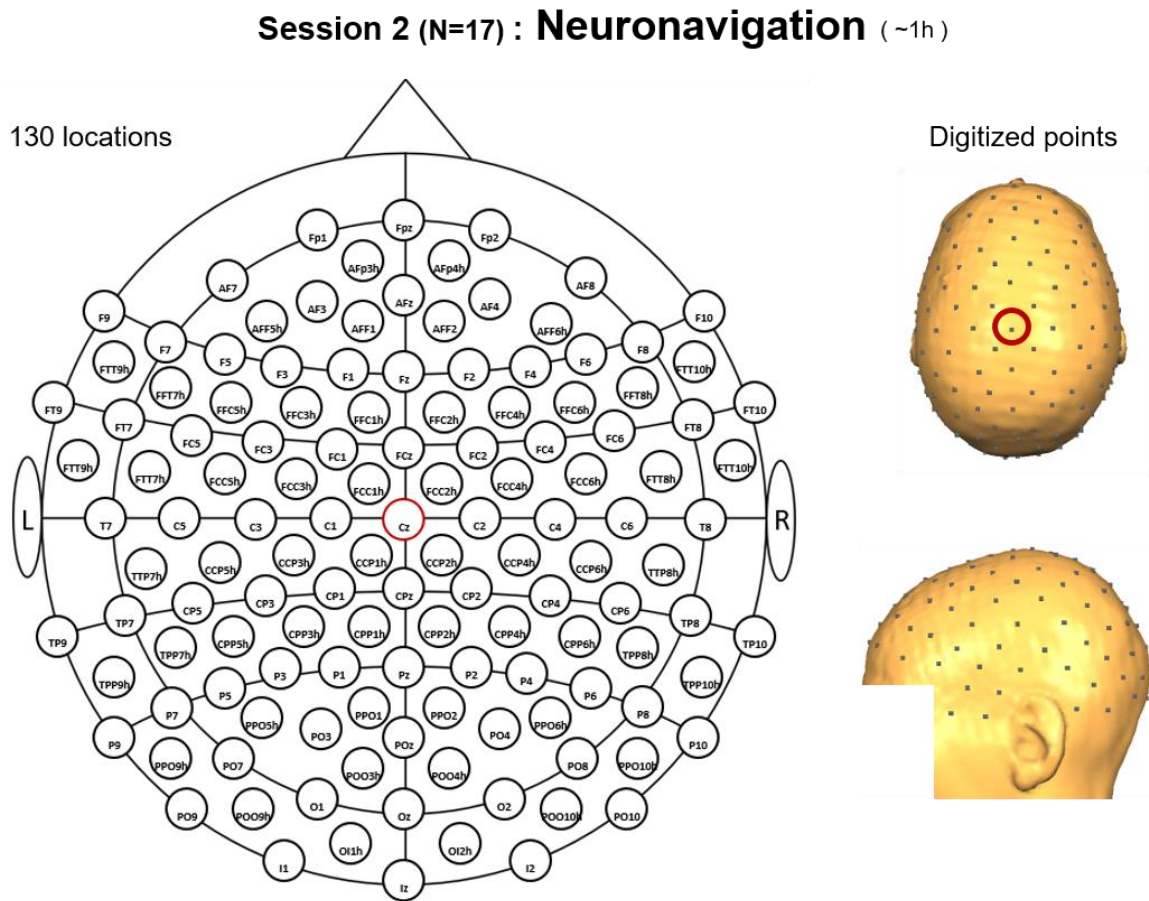 Session 2 (N=17) : Neuronavigation ( ~1h )
130 locations
Digitized points
Fp1 Fpz Fp2
AFp3h AFp4h
AF7 AF8
AF3 AFz AF4
F9 AFF5h AFF1 AFF2 AFF6h F10
F7 F5 F3 F1 Fz F2 F4 F6 F8
FTT9h FTT10h
FFT7h FFC5h FFC3h FFC1h FFC2h FFC4h FFC6h FFT8h
FT9 FT7 FC5 FC3 FC1 FCz FC2 FC4 FC6 FT8 FT10
FTT9h FTT7h FCC5h FCC3h FCC1h FCC2h FCC4h FCC6h FTT8h FTT10h
L T7 C5 C3 C1 Cz C2 C4 C6 T8 R
TTP7h CCP5h CCP3h CCP1h CCP2h CCP4h CCP6h TTP8h
TP9 TP7 CP5 CP3 CP1 CPz CP2 CP4 CP6 TP8 TP10
TPP7h CPP5h CPP3h CPP1h CPP2h CPP4h CPP6h TPP8h
TPP9h P7 P5 P3 P1 Pz P2 P4 P6 P8 TPP10h
PPO5h PPO1 PPO2 PPO6h
P9 PO3 POz PO4 P10
PPO9h PO7 POO3h POO4h PO8 PPO10h
PO9 POO9h O1 Oz O2 POO10h PO10
OI1h OI2h
I1 Iz I2